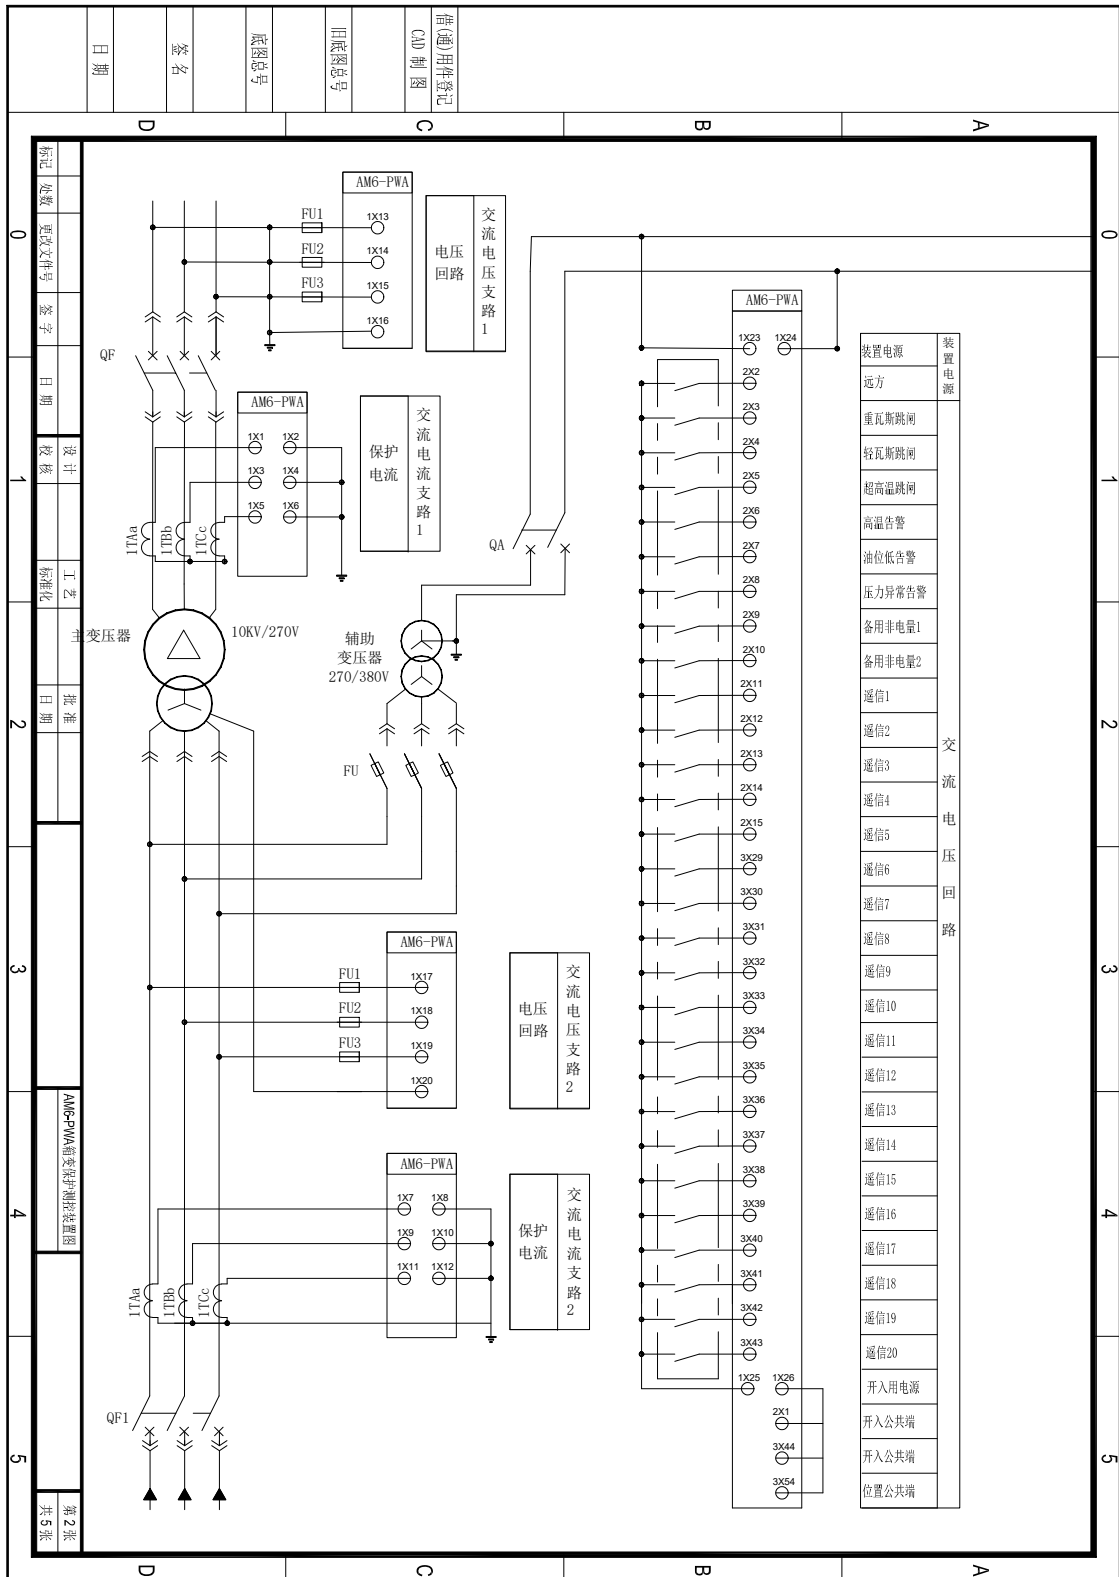 借(通)用件登记
CAD 制 图
旧底图总号
底图总号
签 名
日 期
D
C
B
A
0
1
2
3
4
5
0
1
2
3
4
5
标记
处数
更改文件号
签 字
日 期
设 计
校 核
工 艺
标准化
批 准
日 期
AM6-PWA箱变保护测控装置图
第 2 张
共 5 张
AM6-PWA
FU1
1X13
FU2
1X14
FU3
1X15
1X16
电压回路
交流电压支路1
QF
AM6-PWA
1X1
1X2
1X3
1X4
1X5
1X6
保护电流
交流电流支路1
1TAa
1TBb
1TCc
主变压器
10KV/270V
辅助
变压器
270/380V
QA
FU
AM6-PWA
FU1
1X17
FU2
1X18
FU3
1X19
1X20
电压回路
交流电压支路2
AM6-PWA
1X7
1X8
1X9
1X10
1X11
1X12
保护电流
交流电流支路2
1TAa
1TBb
1TCc
QF1
AM6-PWA
1X23
1X24
2X2
2X3
2X4
2X5
2X6
2X7
2X8
2X9
2X10
2X11
2X12
2X13
2X14
2X15
3X29
3X30
3X31
3X32
3X33
3X34
3X35
3X36
3X37
3X38
3X39
3X40
3X41
3X42
3X43
1X25
1X26
2X1
3X44
3X54
装置电源
装置电源
远方
重瓦斯跳闸
轻瓦斯跳闸
超高温跳闸
高温告警
油位低告警
压力异常告警
备用非电量1
备用非电量2
遥信1
遥信2
遥信3
遥信4
遥信5
遥信6
遥信7
遥信8
遥信9
遥信10
遥信11
遥信12
遥信13
遥信14
遥信15
遥信16
遥信17
遥信18
遥信19
遥信20
开入用电源
开入公共端
开入公共端
位置公共端
交流电压回路
D
C
B
A